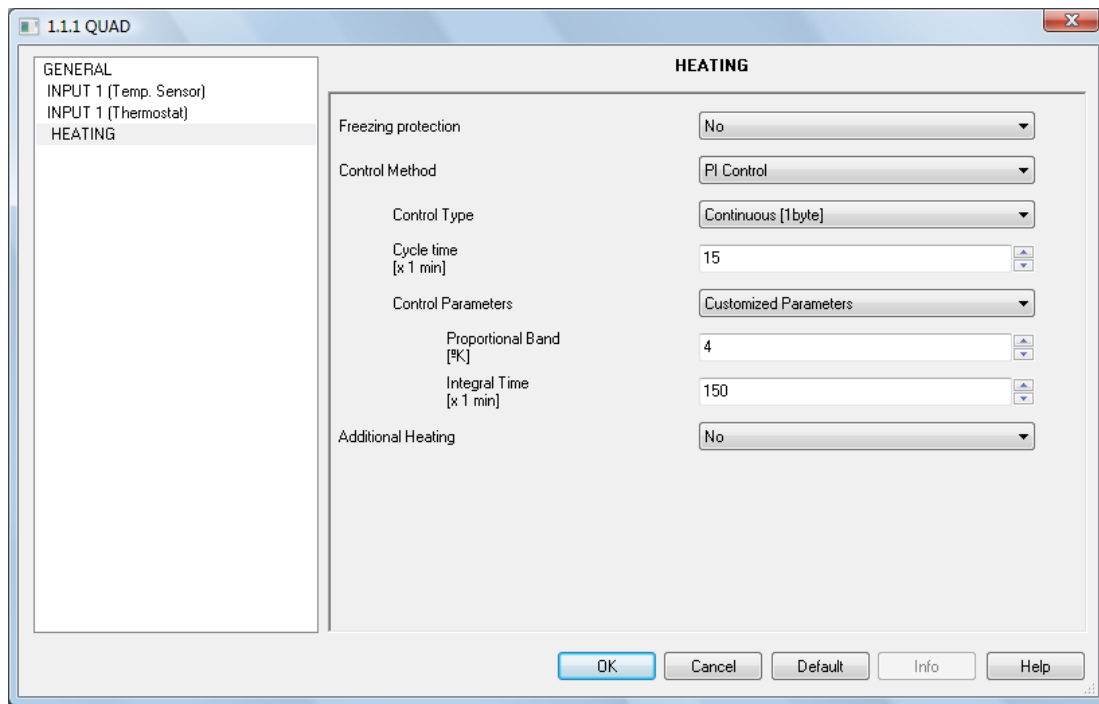 1.1.1 QUAD
GENERAL
INPUT 1 (Temp. Sensor)
INPUT 1 (Thermostat)
HEATING
HEATING
Freezing protection
No
Control Method
PI Control
Control Type
Continuous [1byte]
Cycle time
[x 1 min]
15
Control Parameters
Customized Parameters
Proportional Band
[ºK]
4
Integral Time
[x 1 min]
150
Additional Heating
No
OK
Cancel
Default
Info
Help